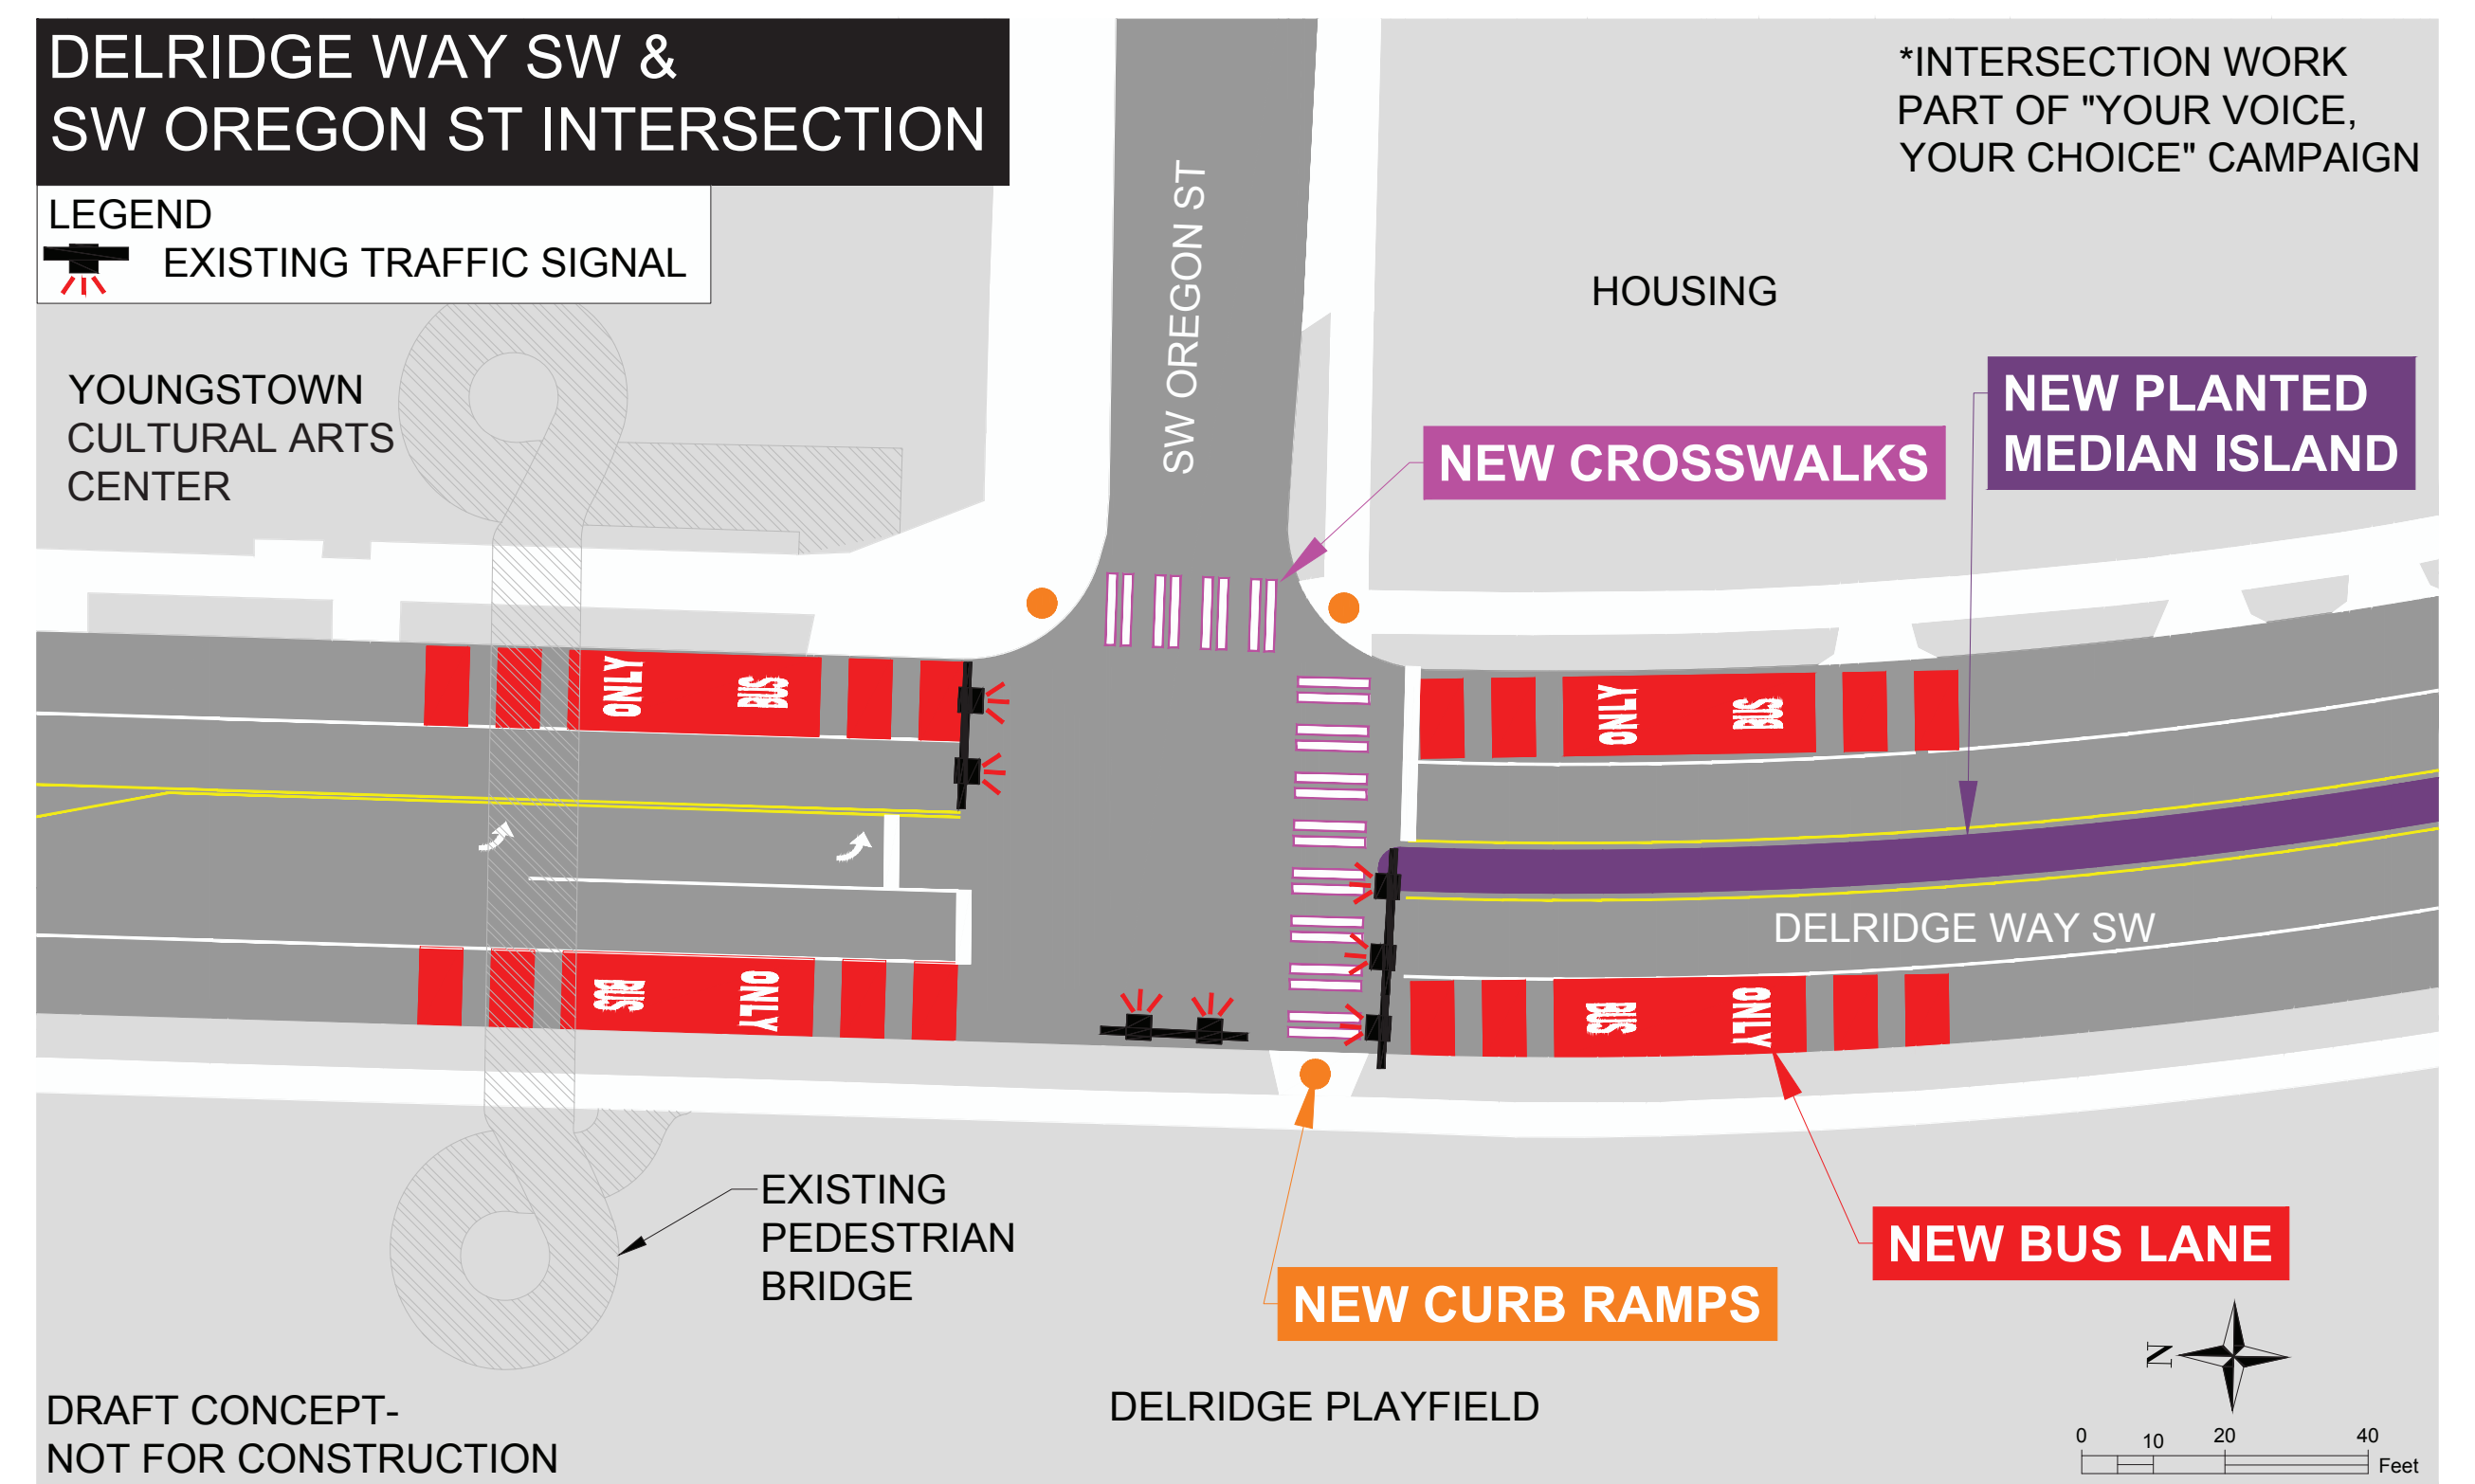 DELRIDGE WAY SW &
SW OREGON ST INTERSECTION
*INTERSECTION WORK
PART OF "YOUR VOICE,
YOUR CHOICE" CAMPAIGN
LEGEND
EXISTING TRAFFIC SIGNAL
SW OREGON ST
HOUSING
YOUNGSTOWN
CULTURAL ARTS
CENTER
NEW CROSSWALKS
NEW PLANTED
MEDIAN ISLAND
ONLY
BUS
ONLY
BUS
DELRIDGE WAY SW
BUS
ONLY
BUS
ONLY
EXISTING
PEDESTRIAN
BRIDGE
NEW CURB RAMPS
NEW BUS LANE
DELRIDGE PLAYFIELD
DRAFT CONCEPT-
NOT FOR CONSTRUCTION
N
0 10 20 40
Feet